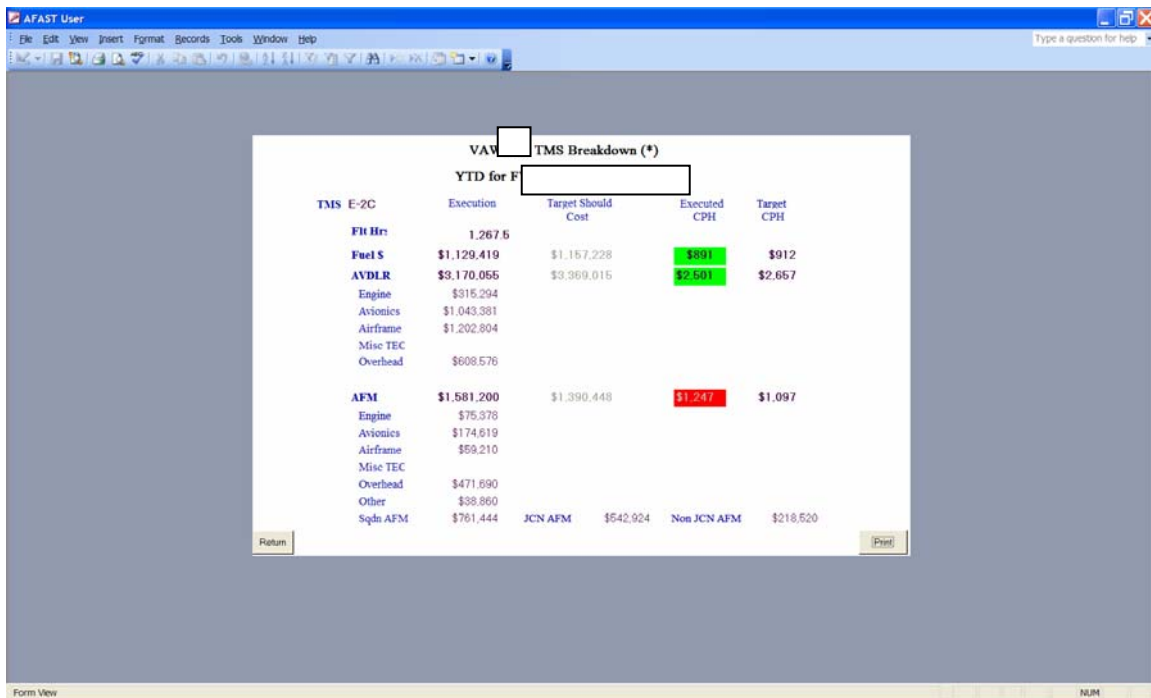 AFAST User
File Edit View Insert Format Records Tools Window Help Type a question for help
VAW TMS Breakdown (*)
YTD for F
TMS E-2C Execution Target Should Cost Executed CPH Target CPH
Flt Hr: 1,267.5
Fuel $ $1,129,419 $1,157,228 $891 $912
AVDLR $3,170,055 $3,369,015 $2,501 $2,657
Engine $315,294
Avionics $1,043,381
Airframe $1,202,804
Misc TEC
Overhead $608,576
AFM $1,581,200 $1,390,448 $1,247 $1,097
Engine $75,378
Avionics $174,619
Airframe $59,210
Misc TEC
Overhead $471,690
Other $38,860
Sqdn AFM $761,444 JCN AFM $542,924 Non JCN AFM $218,520
Return Print
Form View NUM